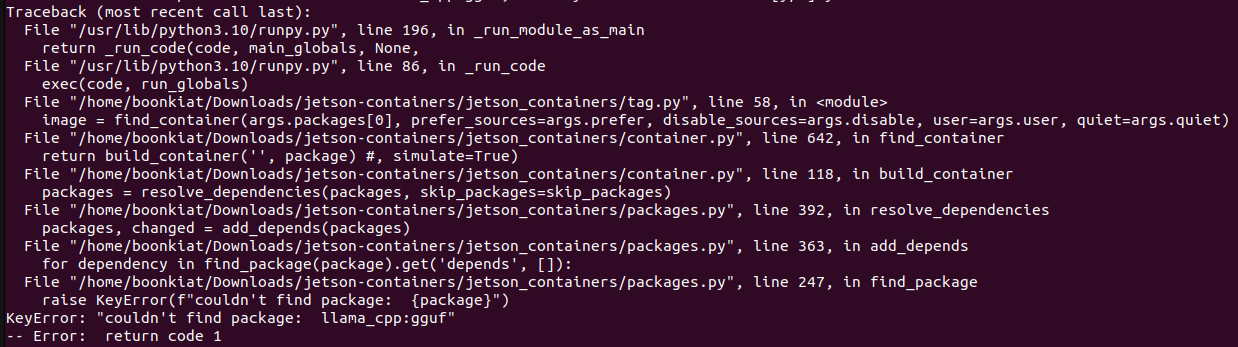 Traceback (most recent call last):
  File "/usr/lib/python3.10/runpy.py", line 196, in _run_module_as_main
    return _run_code(code, main_globals, None,
  File "/usr/lib/python3.10/runpy.py", line 86, in _run_code
    exec(code, run_globals)
  File "/home/boonkiat/Downloads/jetson-containers/jetson_containers/tag.py", line 58, in <module>
    image = find_container(args.packages[0], prefer_sources=args.prefer, disable_sources=args.disable, user=args.user, quiet=args.quiet)
  File "/home/boonkiat/Downloads/jetson-containers/jetson_containers/container.py", line 642, in find_container
    return build_container('', package) #, simulate=True)
  File "/home/boonkiat/Downloads/jetson-containers/jetson_containers/container.py", line 118, in build_container
    packages = resolve_dependencies(packages, skip_packages=skip_packages)
  File "/home/boonkiat/Downloads/jetson-containers/jetson_containers/packages.py", line 392, in resolve_dependencies
    packages, changed = add_depends(packages)
  File "/home/boonkiat/Downloads/jetson-containers/jetson_containers/packages.py", line 363, in add_depends
    for dependency in find_package(package).get('depends', []):
  File "/home/boonkiat/Downloads/jetson-containers/jetson_containers/packages.py", line 247, in find_package
    raise KeyError(f"couldn't find package:  {package}")
KeyError: "couldn't find package:  llama_cpp:gguf"
-- Error:  return code 1